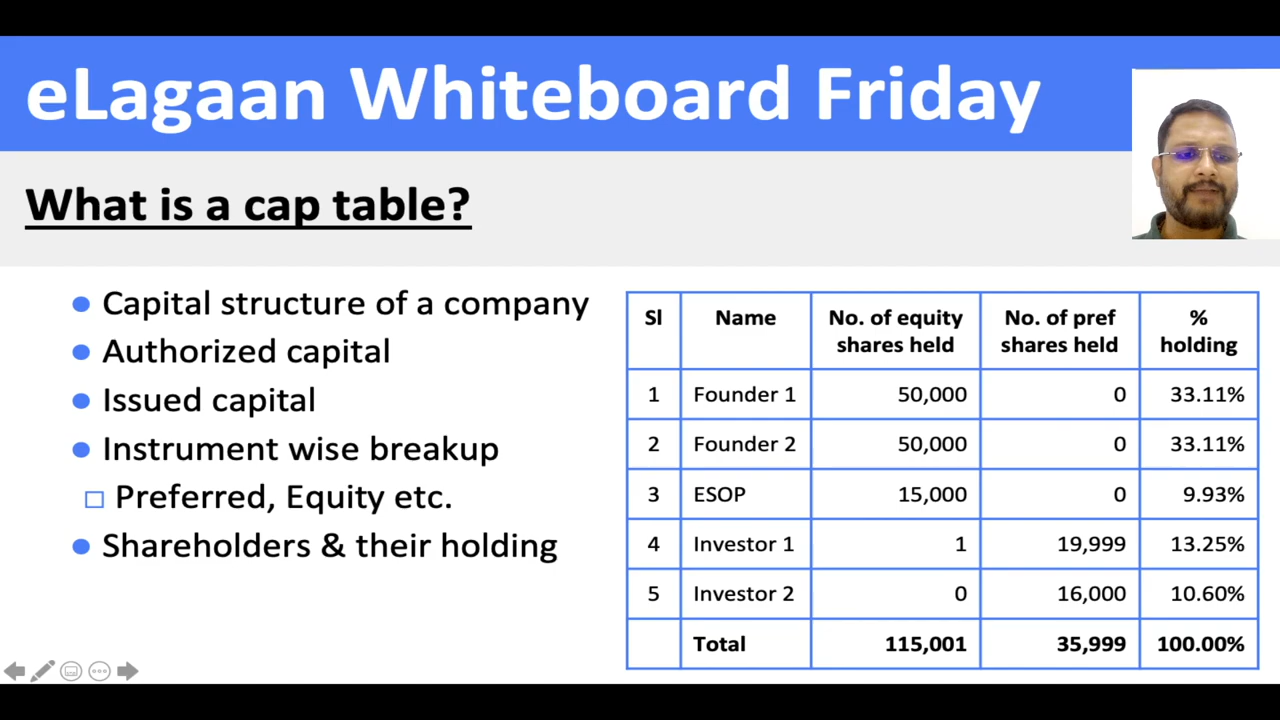 eLagaan Whiteboard Friday
What is a cap table?
Capital structure of a company
Authorized capital
Issued capital
Instrument wise breakup
Preferred, Equity etc.
Shareholders & their holding
Sl Name No. of equity shares held No. of pref shares held % holding
1 Founder 1 50,000 0 33.11%
2 Founder 2 50,000 0 33.11%
3 ESOP 15,000 0 9.93%
4 Investor 1 1 19,999 13.25%
5 Investor 2 0 16,000 10.60%
Total 115,001 35,999 100.00%